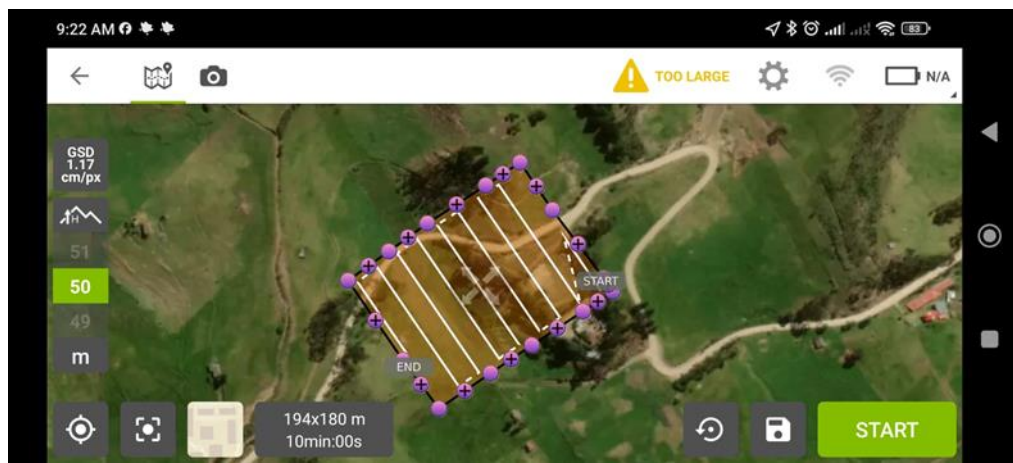 9:22 AM
83
TOO LARGE
N/A
GSD
1.17
cm/px
H
51
50
49
m
START
END
194x180 m
10min:00s
START